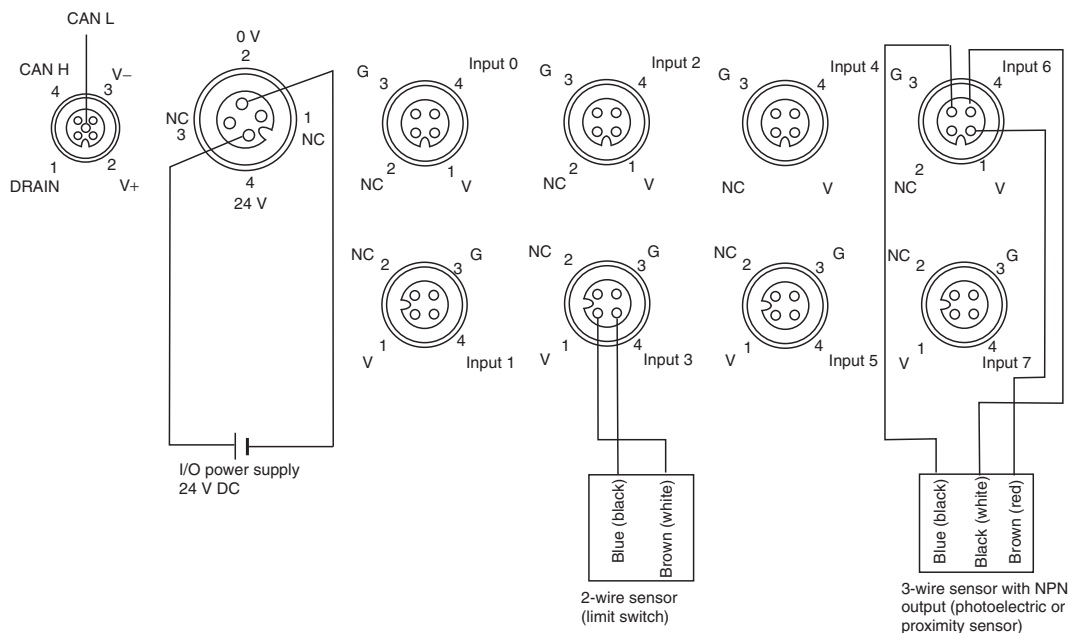 CAN L
CAN H
V–
4
3
1
2
DRAIN
V+
0 V
2
NC
3
1
NC
4
24 V
G
3
4
Input 0
NC
2
1
V
G
3
4
Input 2
NC
2
1
V
G
3
4
Input 4
NC
V
G
3
4
Input 6
NC
2
1
V
NC
2
3
G
1
4
V
Input 1
NC
2
3
G
1
4
V
Input 3
NC
2
3
G
1
4
V
Input 5
NC
2
3
G
1
4
V
Input 7
I/O power supply
24 V DC
Blue (black)
Brown (white)
2-wire sensor
(limit switch)
Blue (black)
Black (white)
Brown (red)
3-wire sensor with NPN
output (photoelectric or
proximity sensor)